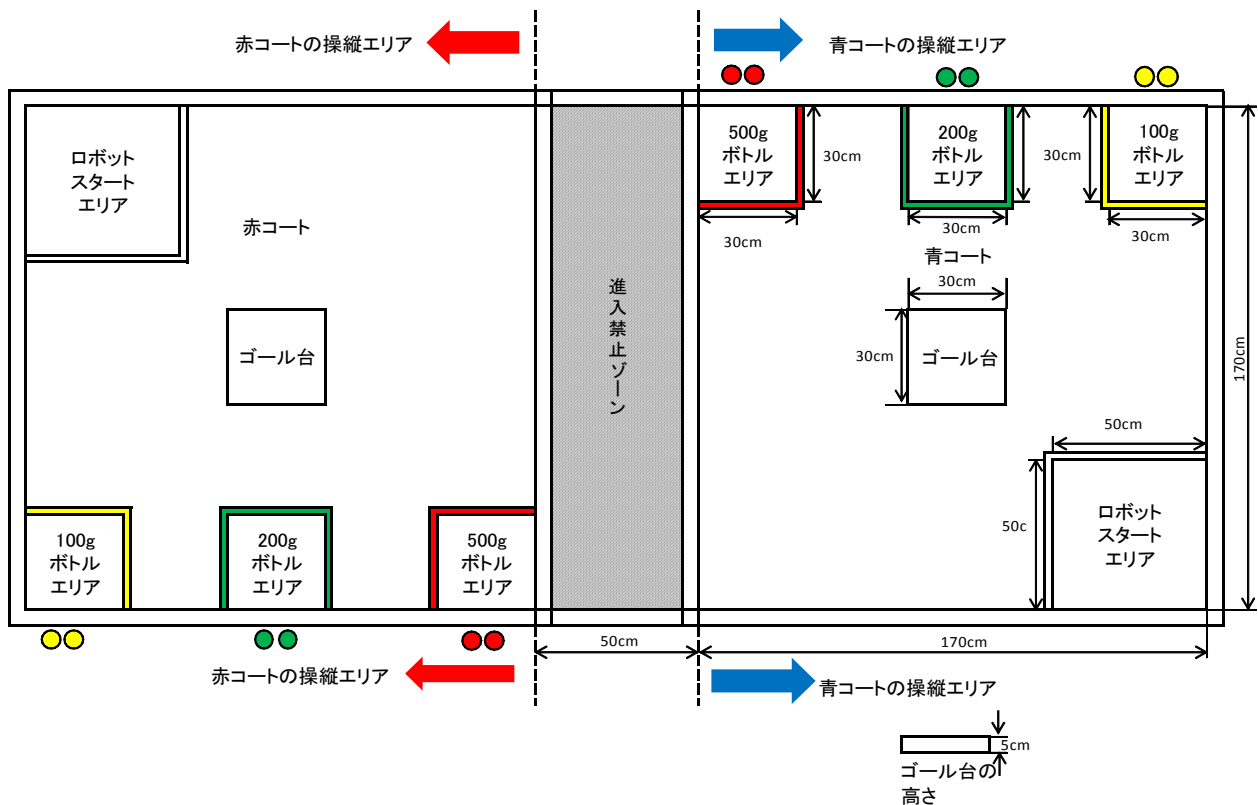 赤コートの操縦エリア
青コートの操縦エリア
ロボット
スタート
エリア
赤コート
ゴール台
進入禁止ゾーン
500g
ボトル
エリア
30cm
30cm
200g
ボトル
エリア
30cm
30cm
100g
ボトル
エリア
30cm
青コート
30cm
30cm
ゴール台
170cm
50cm
50c
ロボット
スタート
エリア
100g
ボトル
エリア
200g
ボトル
エリア
500g
ボトル
エリア
50cm
170cm
赤コートの操縦エリア
青コートの操縦エリア
5cm
ゴール台の
高さ